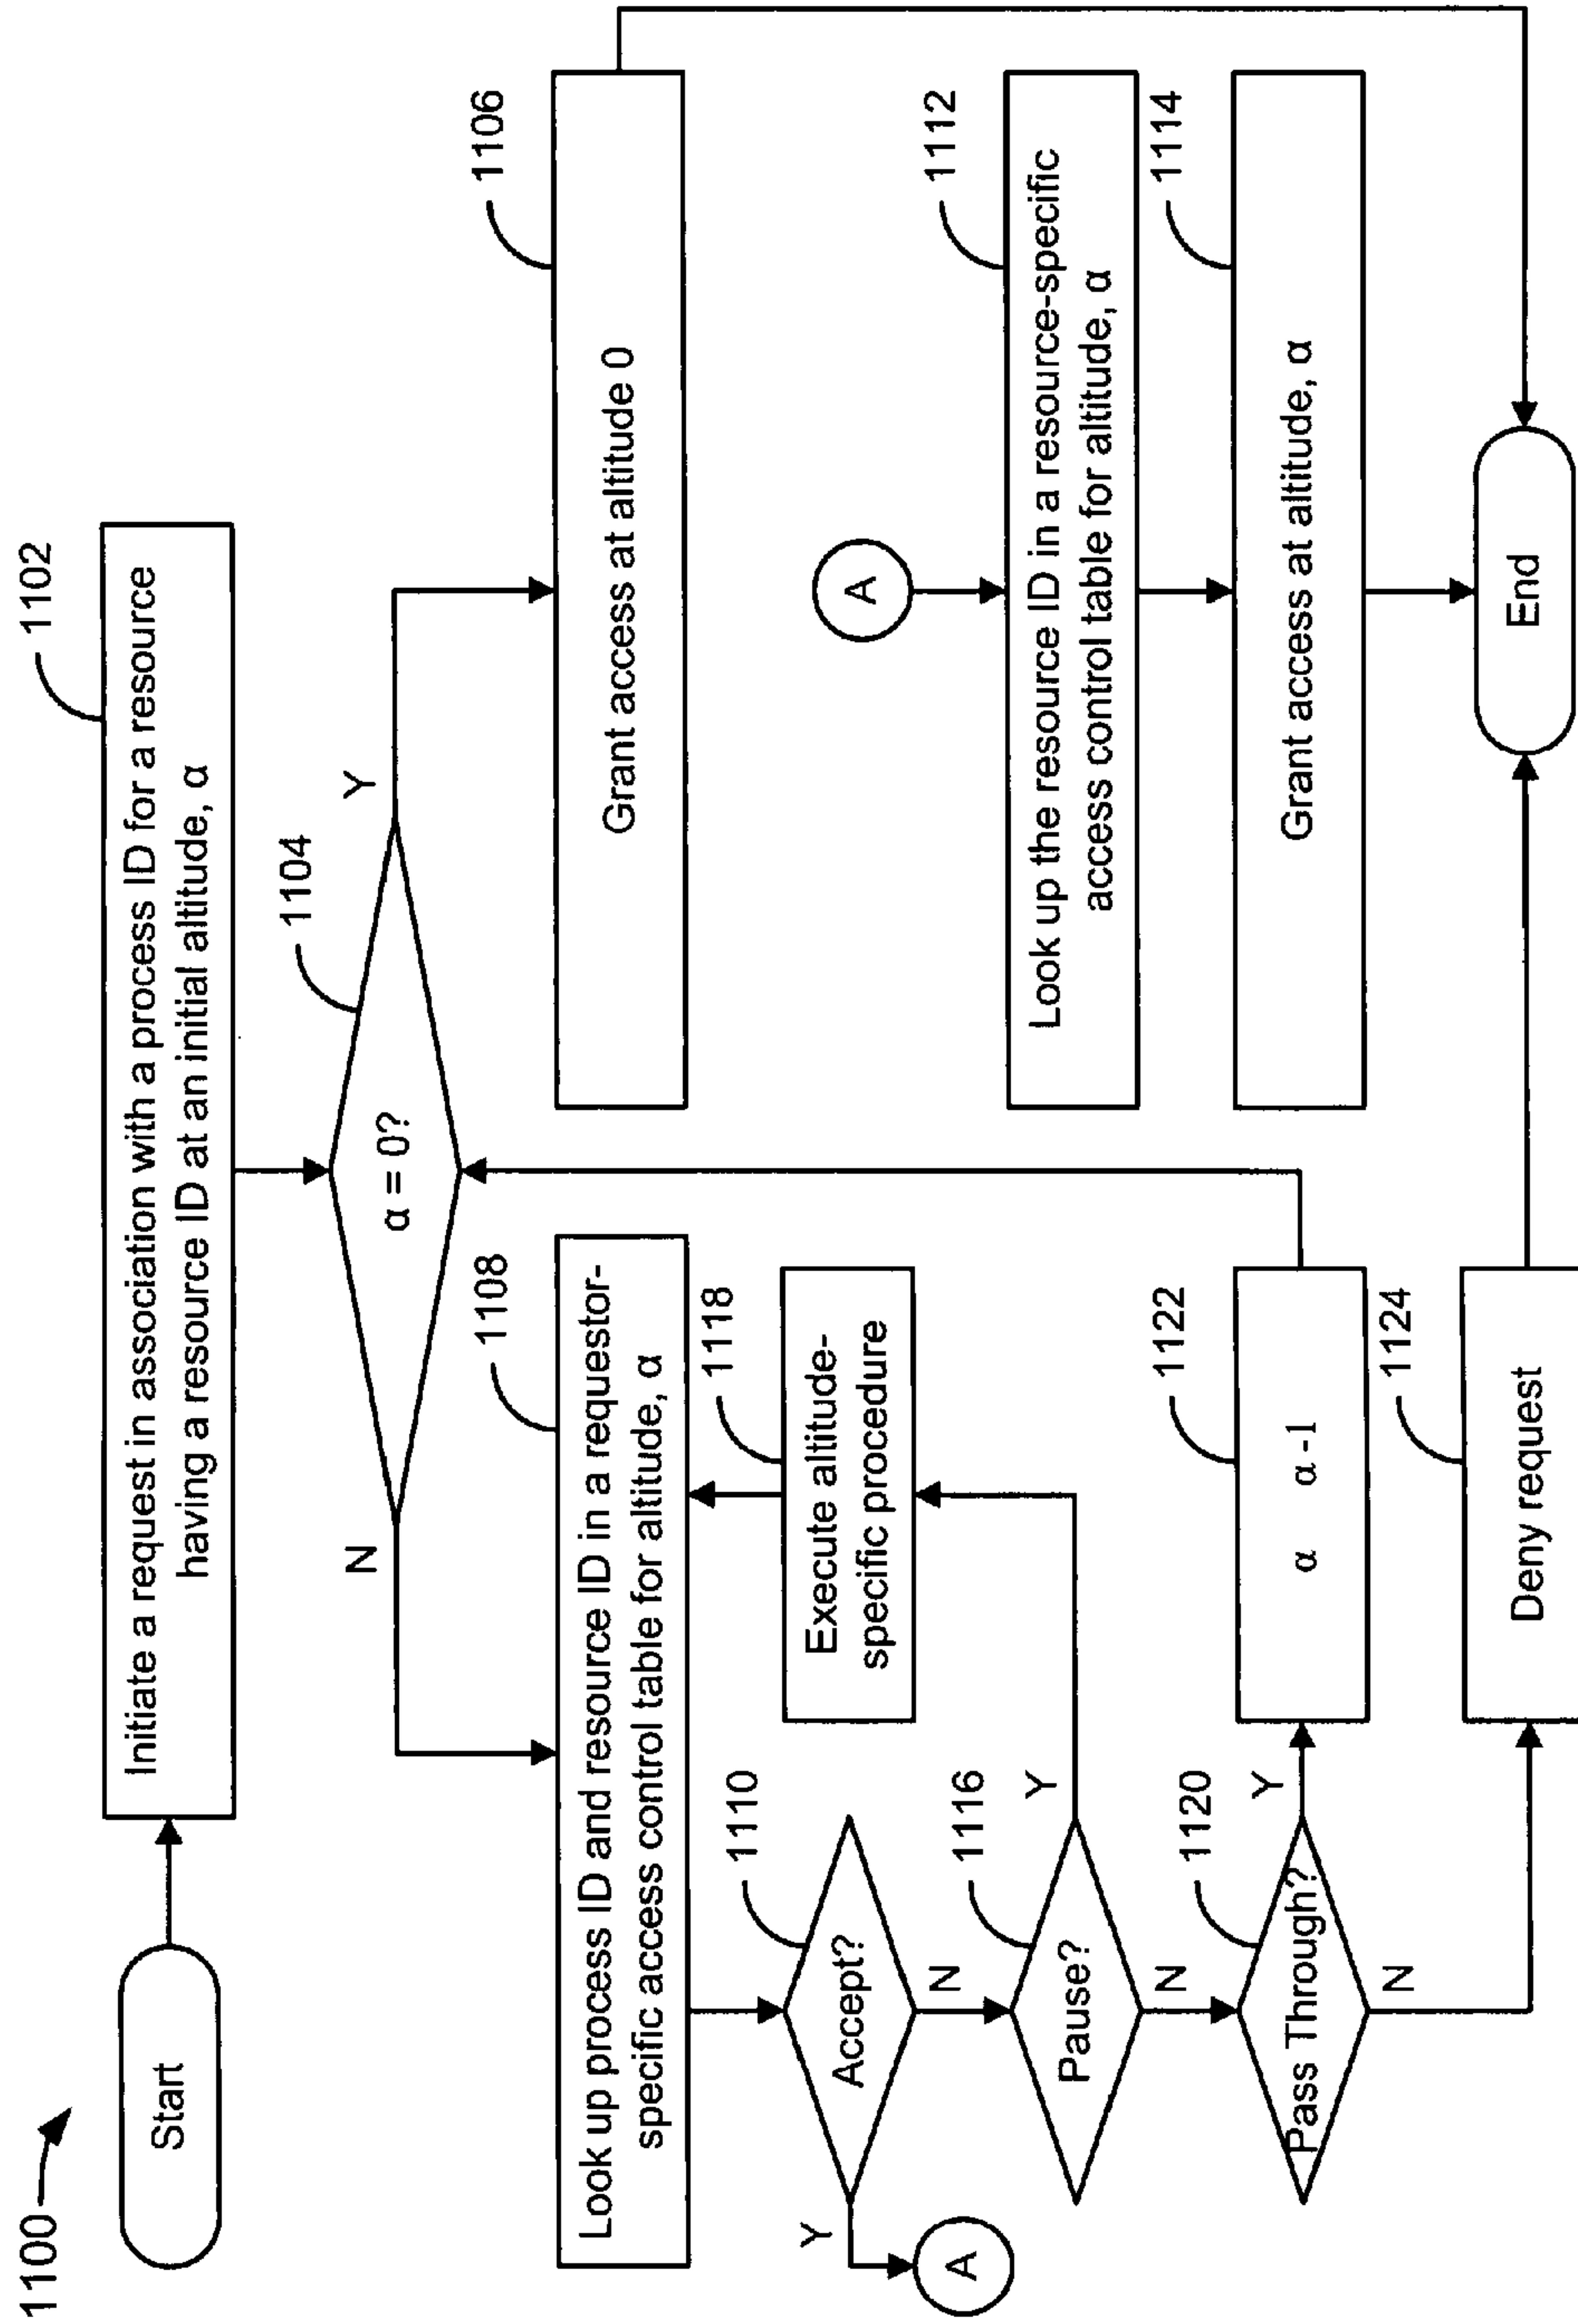 1100
Start
1102
Initiate a request in association with a process ID for a resource
having a resource ID at an initial altitude, α
1104
α = 0?
Y
N
1106
Grant access at altitude 0
1108
Look up process ID and resource ID in a requestor-
specific access control table for altitude, α
1110
Accept?
Y
N
A
A
1112
Look up the resource ID in a resource-specific
access control table for altitude, α
1114
Grant access at altitude, α
1116
Pause?
Y
N
1118
Execute altitude-
specific procedure
1120
Pass Through?
Y
N
1122
α α-1
1124
Deny request
End